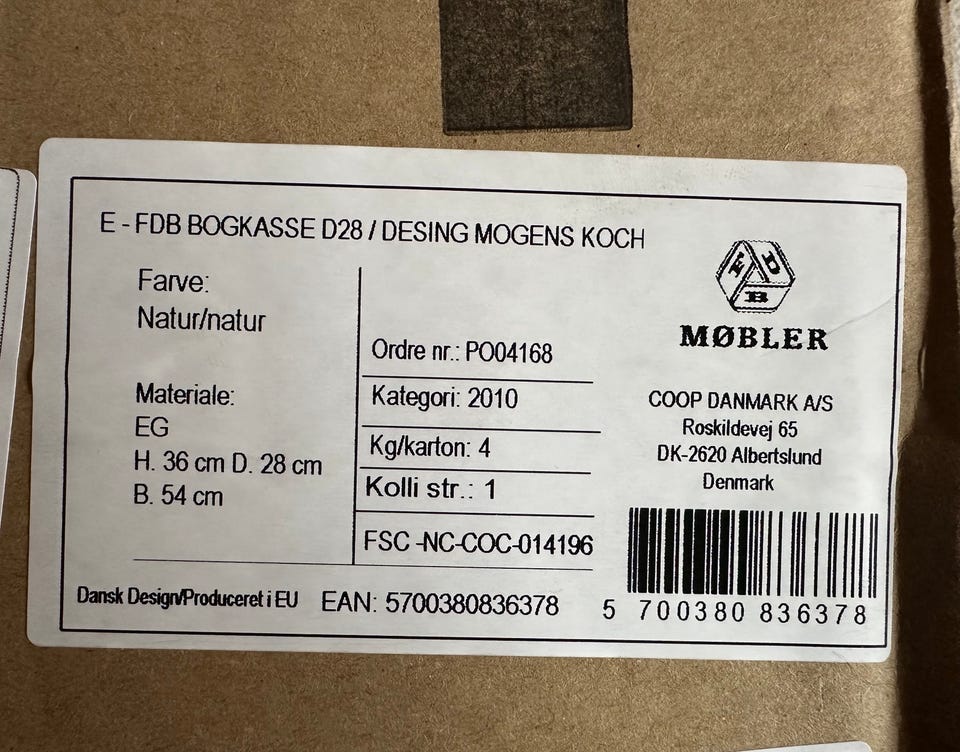 E - FDB BOGKASSE D28 / DESING MOGENS KOCH
Farve:
Natur/natur
Materiale:
EG
H. 36 cm D. 28 cm
B. 54 cm
Ordre nr.: PO04168
Kategori: 2010
Kg/karton: 4
Kolli str.: 1
FSC -NC-COC-014196
F D B
MØBLER
COOP DANMARK A/S
Roskildevej 65
DK-2620 Albertslund
Denmark
Dansk Design/Produceret i EU
EAN: 5700380836378
5 700380 836378